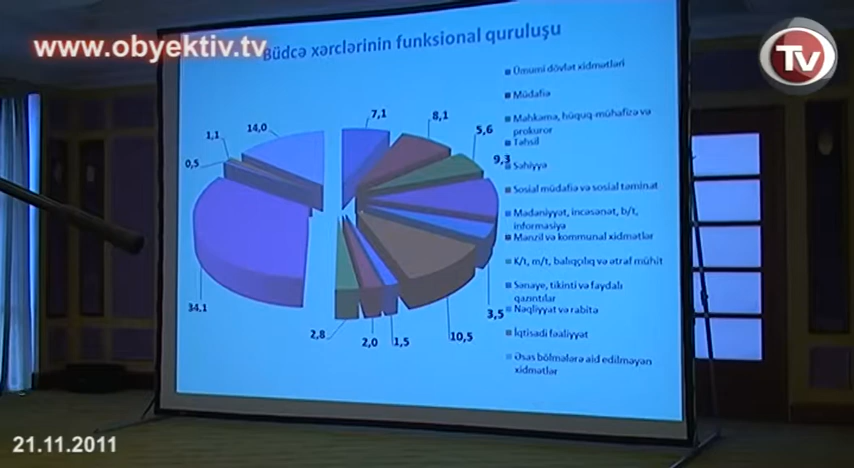 www.obyektiv.tv
TV
Büdcə xərclərinin funksional quruluşu
7,1
8,1
5,6
9,3
3,5
10,5
1,5
2,0
2,8
34,1
0,5
1,1
14,0
Ümumi dövlət xidmətləri
Müdafiə
Məhkəmə, hüquq-mühafizə və
prokuror
Təhsil
Səhiyyə
Sosial müdafiə və sosial təminat
Mədəniyyət, incəsənət, b/t,
informasiya
Mənzil və kommunal xidmətlər
K/t, m/t, balıqçılıq və ətraf mühit
Sənaye, tikinti və faydalı
qazıntılar
Nəqliyyat və rabitə
İqtisadi fəaliyyət
Əsas bölmələrə aid edilməyən
xidmətlər
21.11.2011